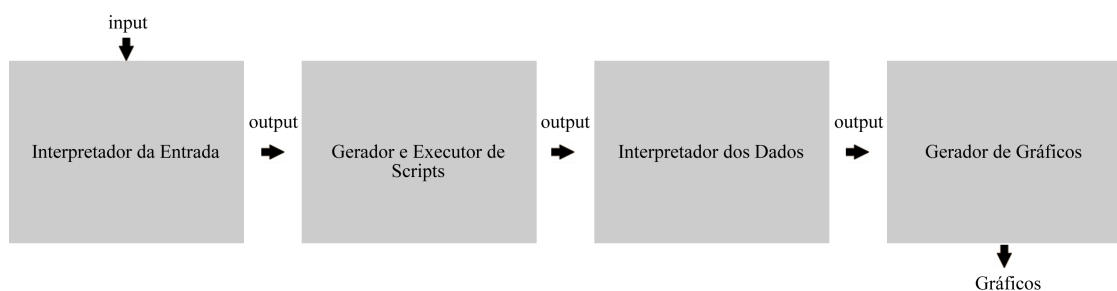 input
Interpretador da Entrada
output
Gerador e Executor de
Scripts
output
Interpretador dos Dados
output
Gerador de Gráficos
Gráficos